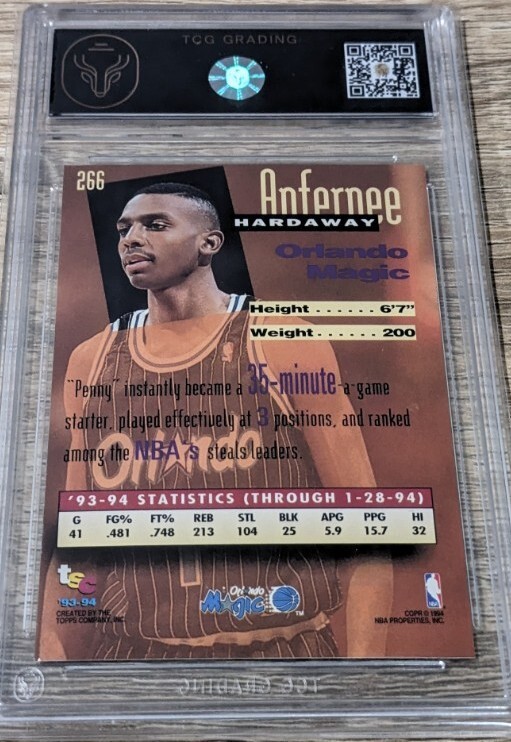 TCG GRADING
266
Anfernee
HARDAWAY
Orlando
Magic
Height . . . . . . 6'7"
Weight . . . . . . 200
"Penny" instantly became a 35-minute-a-game
starter, played effectively at 3 positions, and ranked
among the NBA's steals leaders.
Orlando
'93-94 STATISTICS (THROUGH 1-28-94)
G FG% FT% REB STL BLK APG PPG HI
41 .481 .748 213 104 25 5.9 15.7 32
tsc
'93-94
CREATED BY THE
TOPPS COMPANY, INC.
Orlando
Magic
TM
NBA
COPR © 1994
NBA PROPERTIES, INC.
TCG GRADING